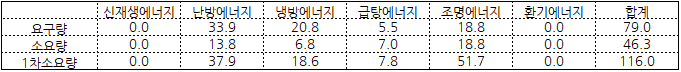 신재생에너지 난방에너지 냉방에너지 급탕에너지 조명에너지 환기에너지 합계
요구량 0.0 33.9 20.8 5.5 18.8 0.0 79.0
소요량 0.0 13.8 6.8 7.0 18.8 0.0 46.3
1차소요량 0.0 37.9 18.6 7.8 51.7 0.0 116.0